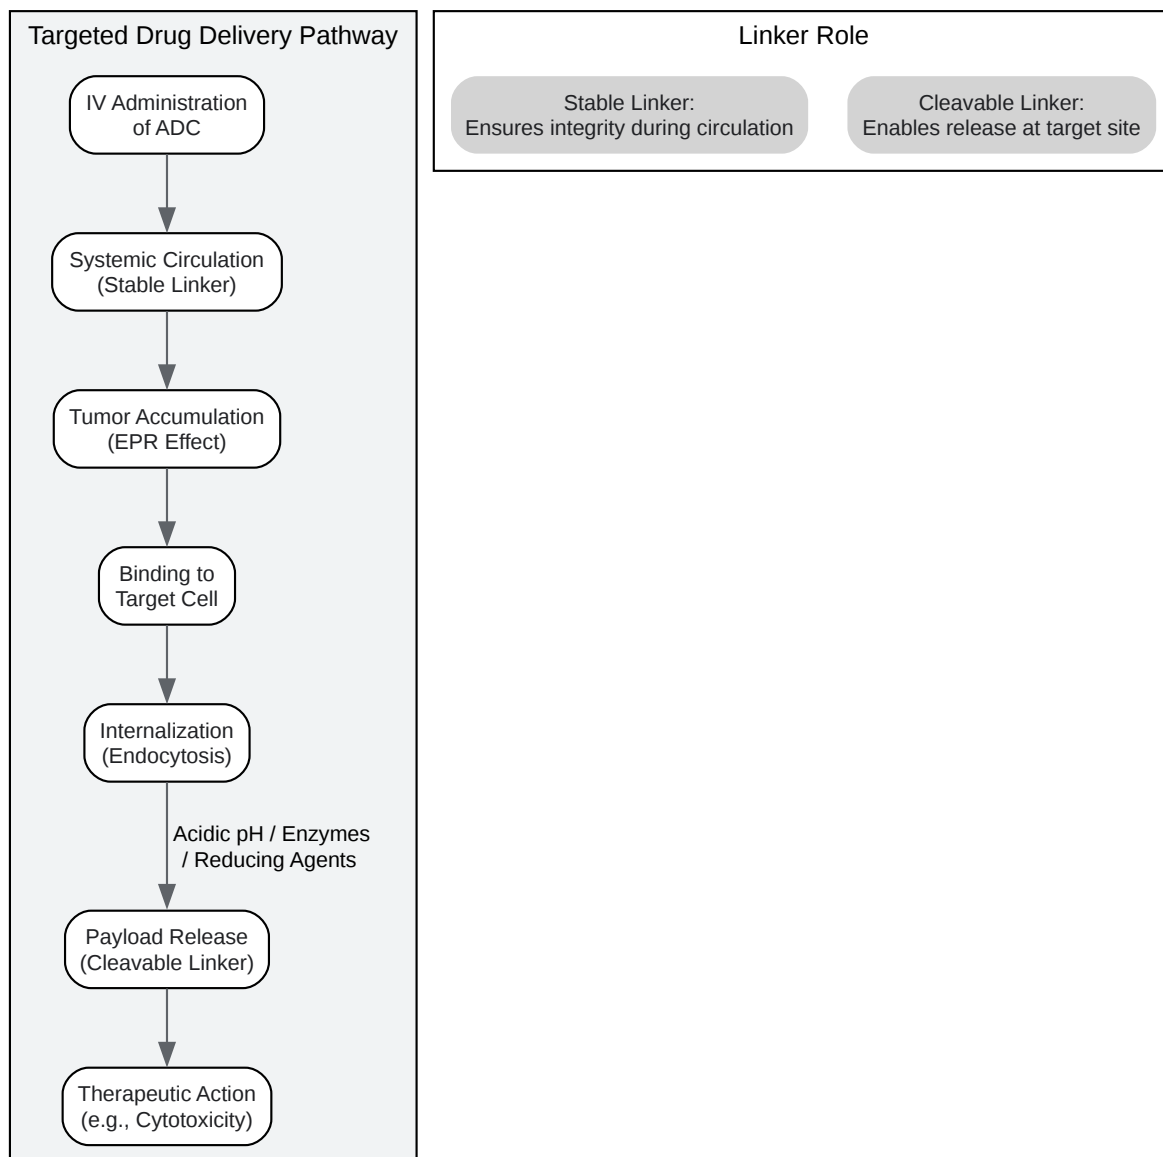 Targeted Drug Delivery Pathway
IV Administration
of ADC
Systemic Circulation
(Stable Linker)
Tumor Accumulation
(EPR Effect)
Binding to
Target Cell
Internalization
(Endocytosis)
Acidic pH / Enzymes
/ Reducing Agents
Payload Release
(Cleavable Linker)
Therapeutic Action
(e.g., Cytotoxicity)
Linker Role
Stable Linker:
Ensures integrity during circulation
Cleavable Linker:
Enables release at target site